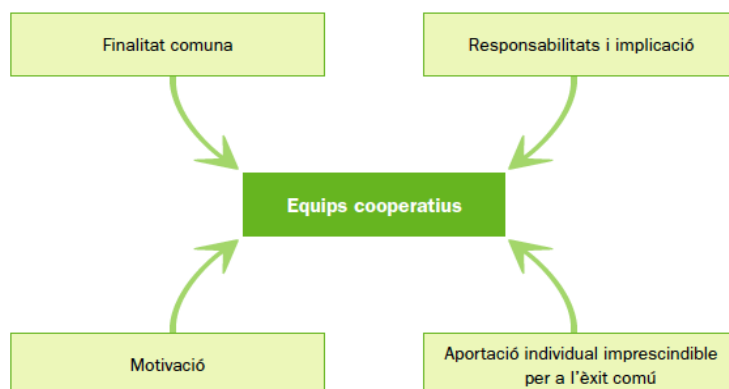 Finalitat comuna
Responsabilitats i implicació
Equips cooperatius
Motivació
Aportació individual imprescindible
per a l'èxit comú